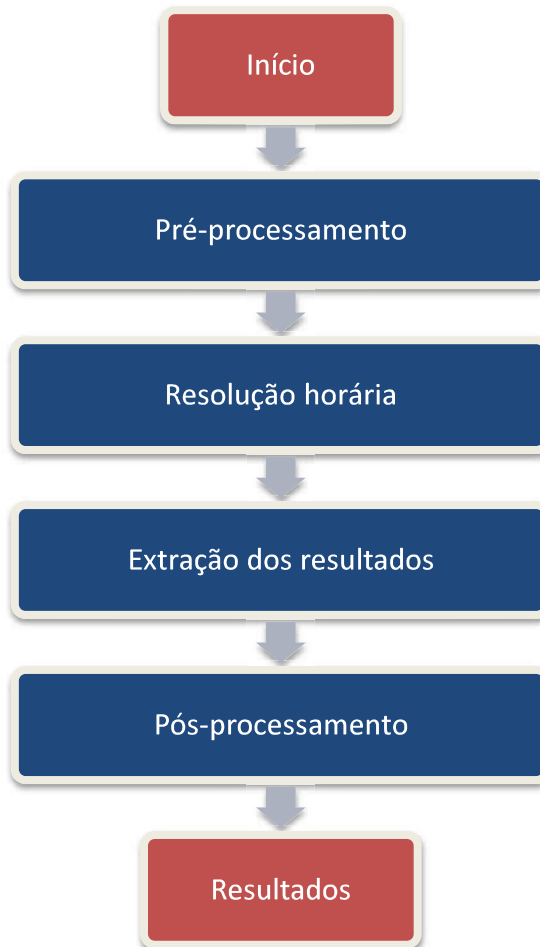 Início
Pré-processamento
Resolução horária
Extração dos resultados
Pós-processamento
Resultados